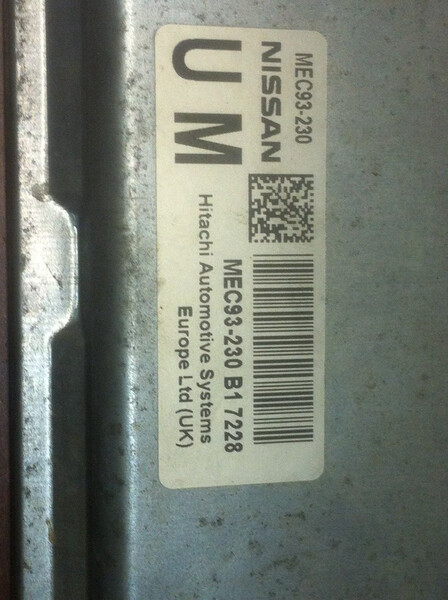 MEC93-230
NISSAN
U M
MEC93-230 B1 7228
Hitachi Automotive Systems
Europe Ltd (UK)